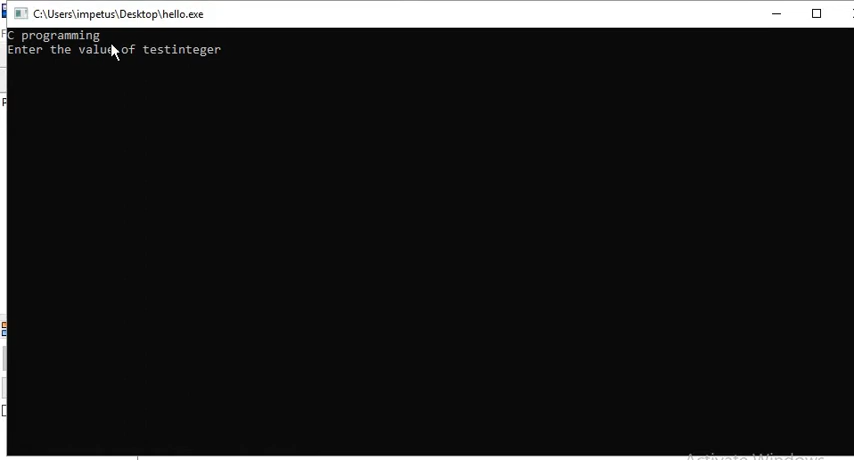 C:\Users\impetus\Desktop\hello.exe
C programming
Enter the value of testinteger
Activate Windows